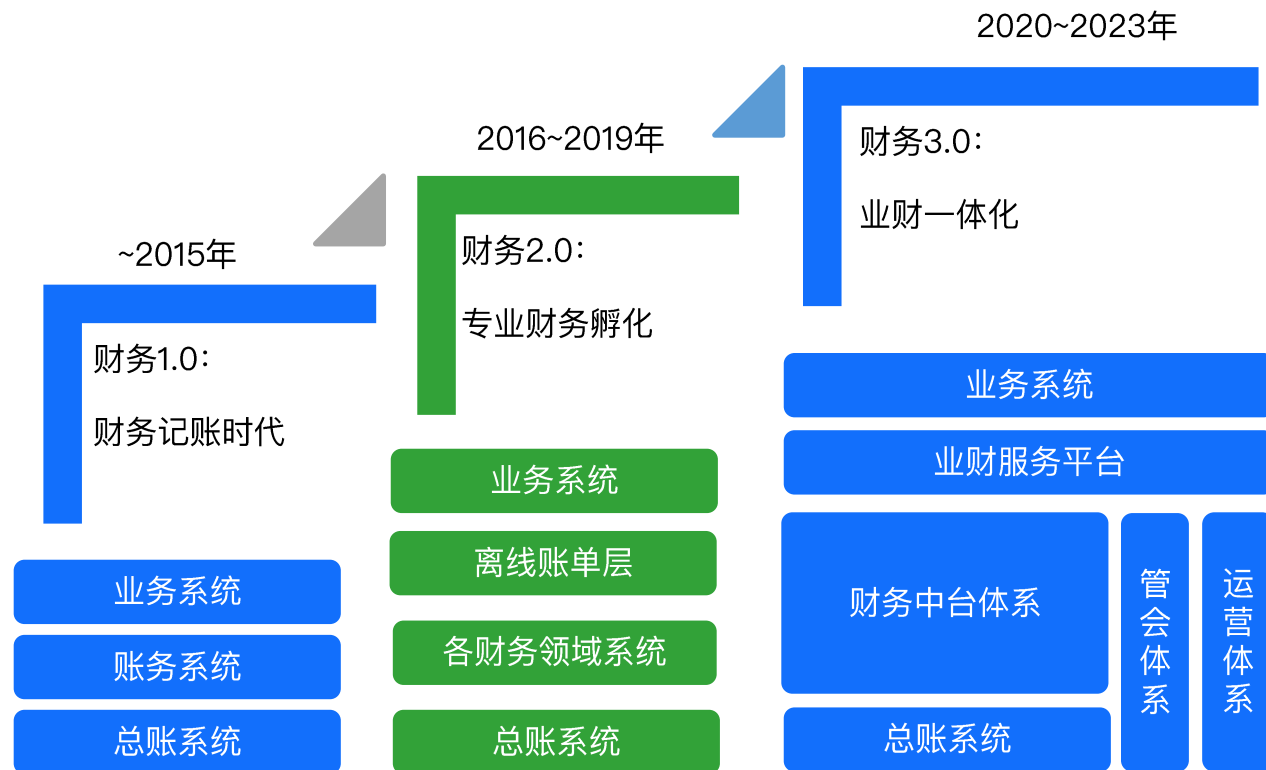 ~2015年
财务1.0：
财务记账时代
业务系统
账务系统
总账系统
2016~2019年
财务2.0：
专业财务孵化
业务系统
离线账单层
各财务领域系统
总账系统
2020~2023年
财务3.0：
业财一体化
业务系统
业财服务平台
财务中台体系
总账系统
管会体系
运营体系